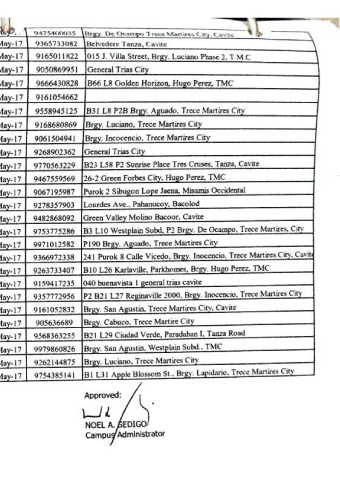 May-17 9475400035 Brgy. De Ocampo Trece Martires City, Cavite
May-17 9365733082 Belvedere Tanza, Cavite
May-17 9165011822 015 J. Villa Street, Brgy. Luciano Phase 2, T.M.C
May-17 9050869951 General Trias City
May-17 9666430828 B66 L8 Golden Horizon, Hugo Perez, TMC
May-17 9161054662
May-17 9558945125 B31 L8 P2B Brgy. Aguado, Trece Martires City
May-17 9168680869 Brgy. Luciano, Trece Martires City
May-17 9061504941 Brgy. Incocencio, Trece Martires City
May-17 9268902362 General Trias City
May-17 9770563229 B23 L58 P2 Sunrise Place Tres Cruses, Tanza, Cavite
May-17 9467559569 26-2 Green Forbes City, Hugo Perez, TMC
May-17 9067195987 Purok 2 Sibugon Lope Jaena, Misamis Occidental
May-17 9278357903 Lourdes Ave., Pahanucoy, Bacolod
May-17 9482868092 Green Valley Molino Bacoor, Cavite
May-17 9753775286 B3 L10 Westplain Subd, P2 Brgy. De Ocampo, Trece Martires, City
May-17 9971012582 P190 Brgy. Aguado, Trece Martires City
May-17 9366972338 241 Purok 8 Calle Vicedo, Brgy. Inocencio, Trece Martires City, Cavite
May-17 9263733407 B10 L26 Karlaville, Parkhomes, Brgy. Hugo Perez, TMC
May-17 9159417235 040 buenavista 1 general trias cavite
May-17 9357772956 P2 B21 L27 Reginaville 2000, Brgy. Inocencio, Trece Martires City
May-17 9161052832 Brgy. San Agustin, Trece Martires City, Cavite
May-17 905636689 Brgy. Cabuco, Trece Martire City
May-17 9568363255 B21 L29 Ciudad Verde, Paradahan I, Tanza Road
May-17 9979860826 Brgy. San Agustin, Westplain Subd., TMC
May-17 9262144875 Brgy. Luciano, Trece Martires City
May-17 9754385141 B1 L31 Apple Blossom St., Brgy. Lapidario, Trece Martires City
Approved:
NOEL A. SEDIGO
Campus Administrator